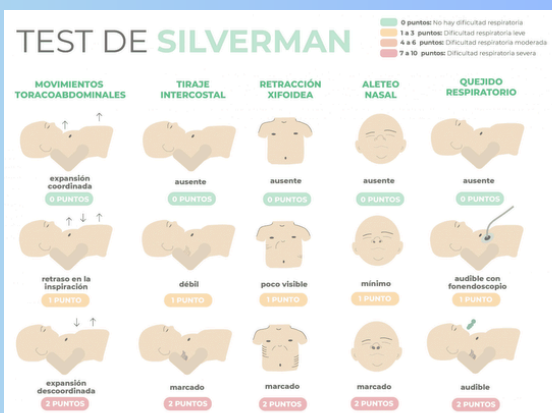 TEST DE SILVERMAN
0 puntos: No hay dificultad respiratoria
1 a 3 puntos: Dificultad respiratoria leve
4 a 6 puntos: Dificultad respiratoria moderada
7 a 10 puntos: Dificultad respiratoria severa
MOVIMIENTOS
TORACOABDOMINALES
TIRAJE
INTERCOSTAL
RETRACCIÓN
XIFOIDEA
ALETEO
NASAL
QUEJIDO
RESPIRATORIO
expansión
coordinada
0 PUNTOS
ausente
0 PUNTOS
ausente
0 PUNTOS
ausente
0 PUNTOS
ausente
0 PUNTOS
retraso en la
inspiración
1 PUNTO
débil
1 PUNTO
poco visible
1 PUNTO
mínimo
1 PUNTO
audible con
fonendoscopio
1 PUNTO
expansión
descoordinada
2 PUNTOS
marcado
2 PUNTOS
marcado
2 PUNTOS
marcado
2 PUNTOS
audible
2 PUNTOS